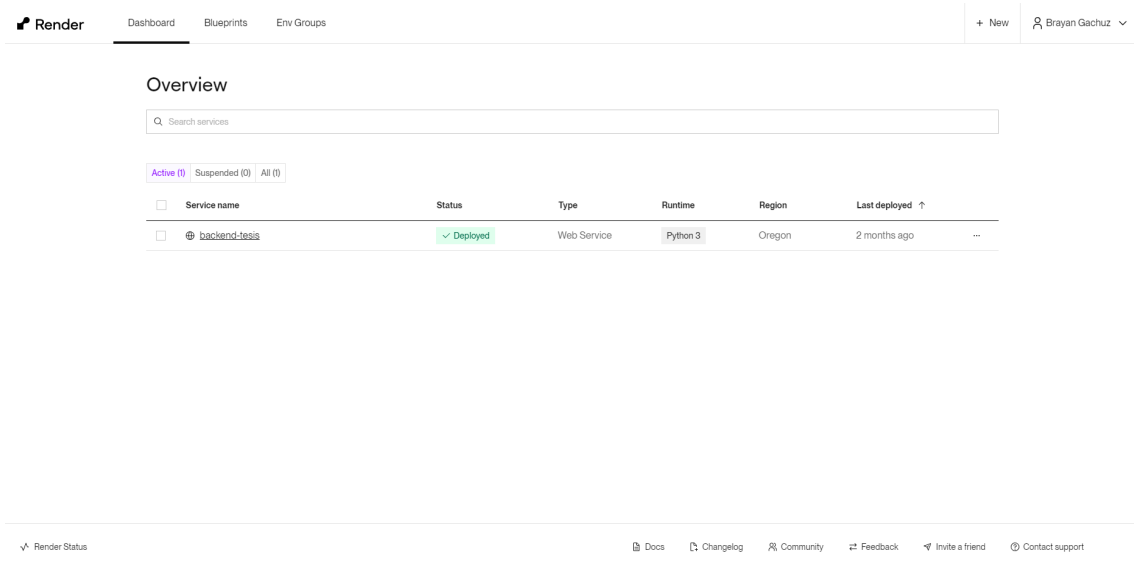 Render Dashboard Blueprints Env Groups + New Brayan Gachuz
Overview
Search services
Active (1) Suspended (0) All (1)
Service name Status Type Runtime Region Last deployed ↑
backend-tesis ✓ Deployed Web Service Python 3 Oregon 2 months ago ...
Render Status Docs Changelog Community Feedback Invite a friend Contact support